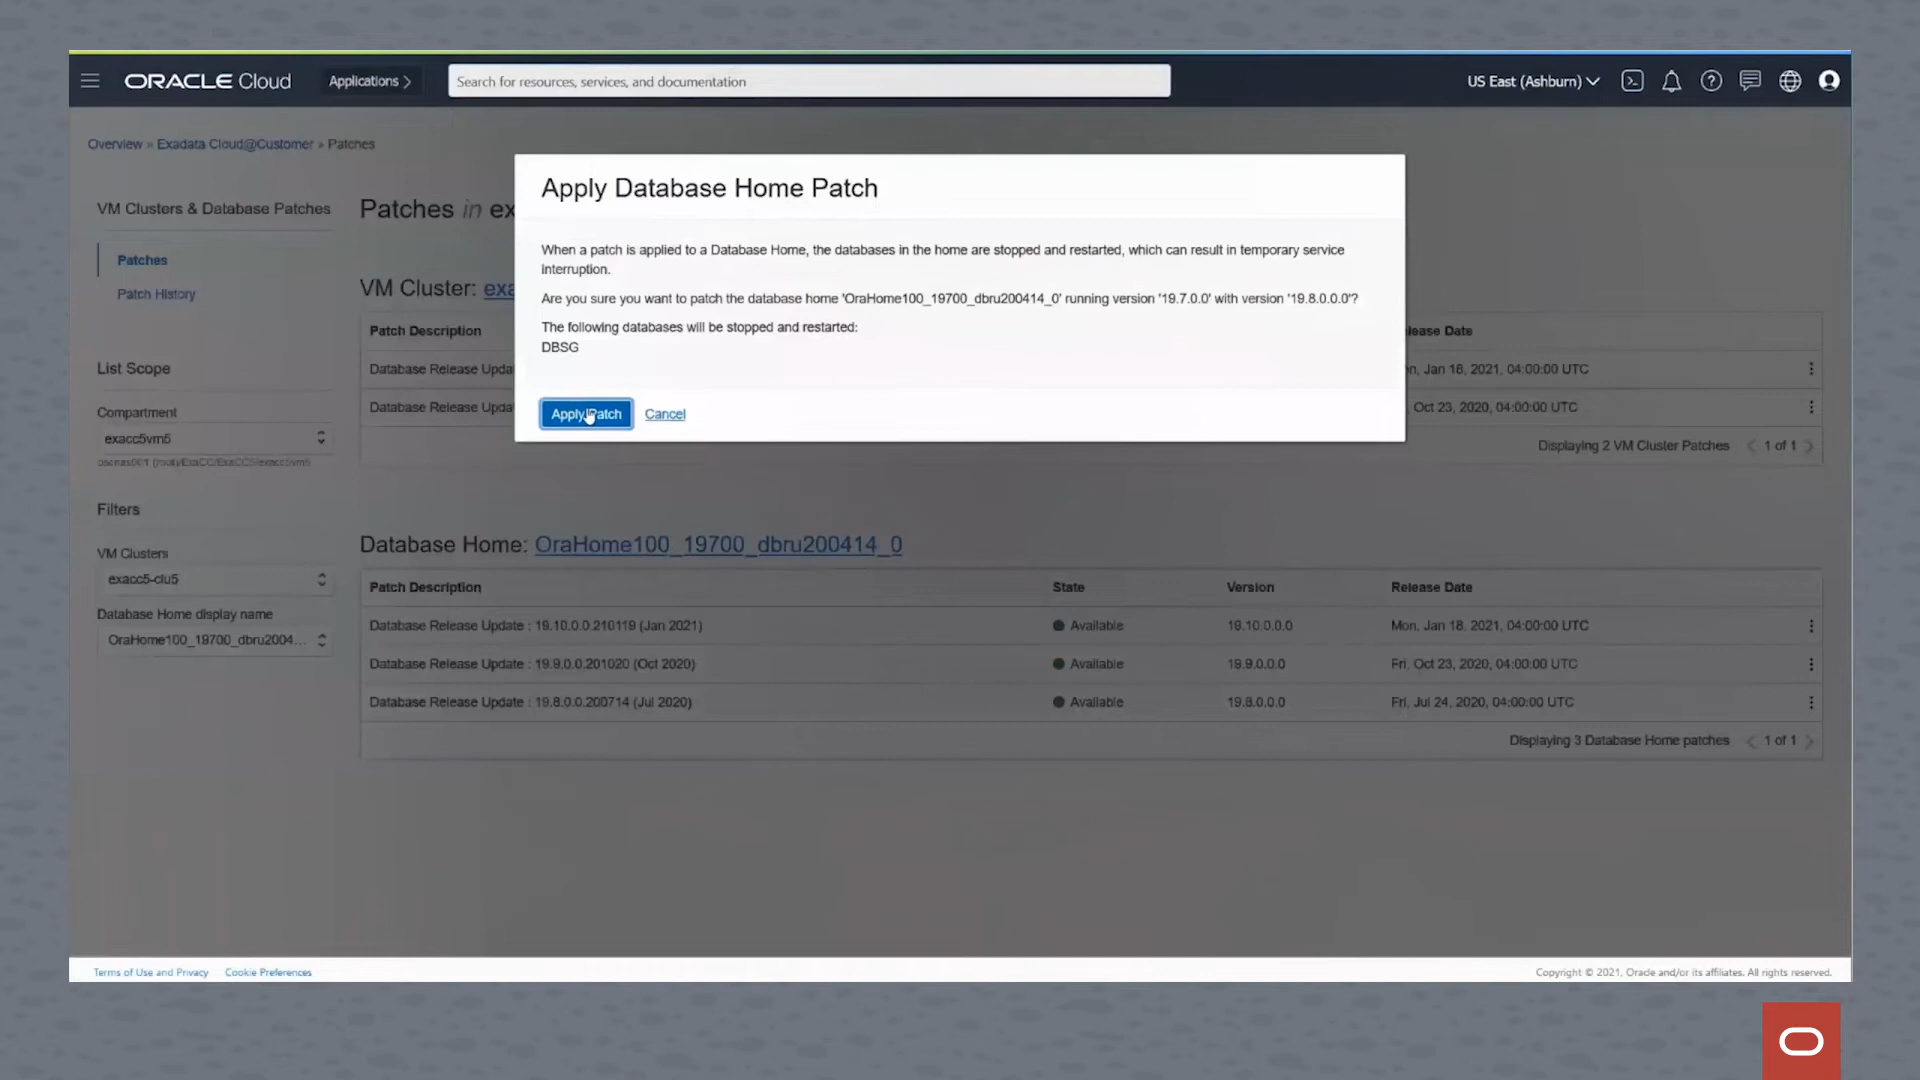 ORACLE Cloud
Applications
Search for resources, services, and documentation
US East (Ashburn)
Overview » Exadata Cloud@Customer » Patches
VM Clusters & Database Patches
Patches
Patch History
List Scope
Compartment
exacc5vm5
Filters
VM Clusters
exacc5-clu5
Database Home display name
OraHome100_19700_dbru2004...
Patches in ex
VM Cluster: exa
Patch Description
lease Date
Database Release Upda
n, Jan 18, 2021, 04:00:00 UTC
Database Release Upda
Oct 23, 2020, 04:00:00 UTC
Displaying 2 VM Cluster Patches
1 of 1
Apply Database Home Patch
When a patch is applied to a Database Home, the databases in the home are stopped and restarted, which can result in temporary service
interruption.
Are you sure you want to patch the database home 'OraHome100_19700_dbru200414_0' running version '19.7.0.0' with version '19.8.0.0.0'?
The following databases will be stopped and restarted:
DBSG
Apply Patch
Cancel
Database Home: OraHome100_19700_dbru200414_0
Patch Description State Version Release Date
Database Release Update : 19.10.0.0.210119 (Jan 2021) Available 19.10.0.0.0 Mon, Jan 18, 2021, 04:00:00 UTC
Database Release Update : 19.9.0.0.201020 (Oct 2020) Available 19.9.0.0.0 Fri, Oct 23, 2020, 04:00:00 UTC
Database Release Update : 19.8.0.0.200714 (Jul 2020) Available 19.8.0.0.0 Fri, Jul 24, 2020, 04:00:00 UTC
Displaying 3 Database Home patches
1 of 1
Terms of Use and Privacy Cookie Preferences
Copyright © 2021, Oracle and/or its affiliates. All rights reserved.